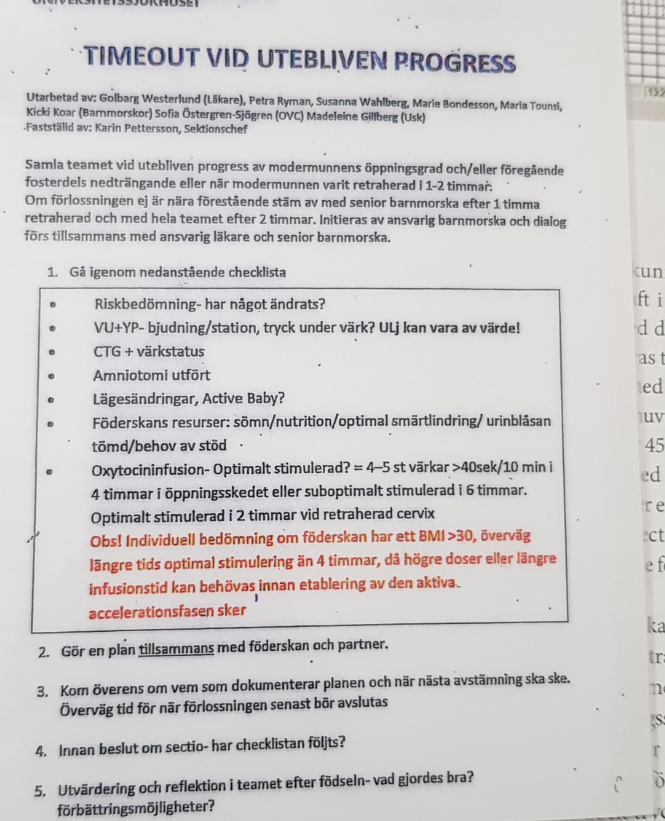 UNIVERSITETSSJUKHUSET
TIMEOUT VID UTEBLIVEN PROGRESS
Utarbetad av: Golbarg Westerlund (Läkare), Petra Ryman, Susanna Wahlberg, Marie Bondesson, Maria Tounsi,
Kicki Koar (Barnmorskor) Sofia Östergren-Sjögren (OVC) Madeleine Gillberg (Usk)
Fastställd av: Karin Pettersson, Sektionschef
Samla teamet vid utebliven progress av modermunnens öppningsgrad och/eller föregående
fosterdels nedträngande eller när modermunnen varit retraherad i 1-2 timmar.
Om förlossningen ej är nära förestående stäm av med senior barnmorska efter 1 timma
retraherad och med hela teamet efter 2 timmar. Initieras av ansvarig barnmorska och dialog
förs tillsammans med ansvarig läkare och senior barnmorska.
1. Gå igenom nedanstående checklista
• Riskbedömning- har något ändrats?
• VU+YP- bjudning/station, tryck under värk? ULj kan vara av värde!
• CTG + värkstatus
• Amniotomi utfört
• Lägesändringar, Active Baby?
• Föderskans resurser: sömn/nutrition/optimal smärtlindring/ urinblåsan
tömd/behov av stöd
• Oxytocininfusion- Optimalt stimulerad? = 4–5 st värkar >40sek/10 min i
4 timmar i öppningsskedet eller suboptimalt stimulerad i 6 timmar.
Optimalt stimulerad i 2 timmar vid retraherad cervix
Obs! Individuell bedömning om föderskan har ett BMI >30, överväg
längre tids optimal stimulering än 4 timmar, då högre doser eller längre
infusionstid kan behövas innan etablering av den aktiva
accelerationsfasen sker
2. Gör en plan tillsammans med föderskan och partner.
3. Kom överens om vem som dokumenterar planen och när nästa avstämning ska ske.
Överväg tid för när förlossningen senast bör avslutas
4. Innan beslut om sectio- har checklistan följts?
5. Utvärdering och reflektion i teamet efter födseln- vad gjordes bra?
förbättringsmöjligheter?